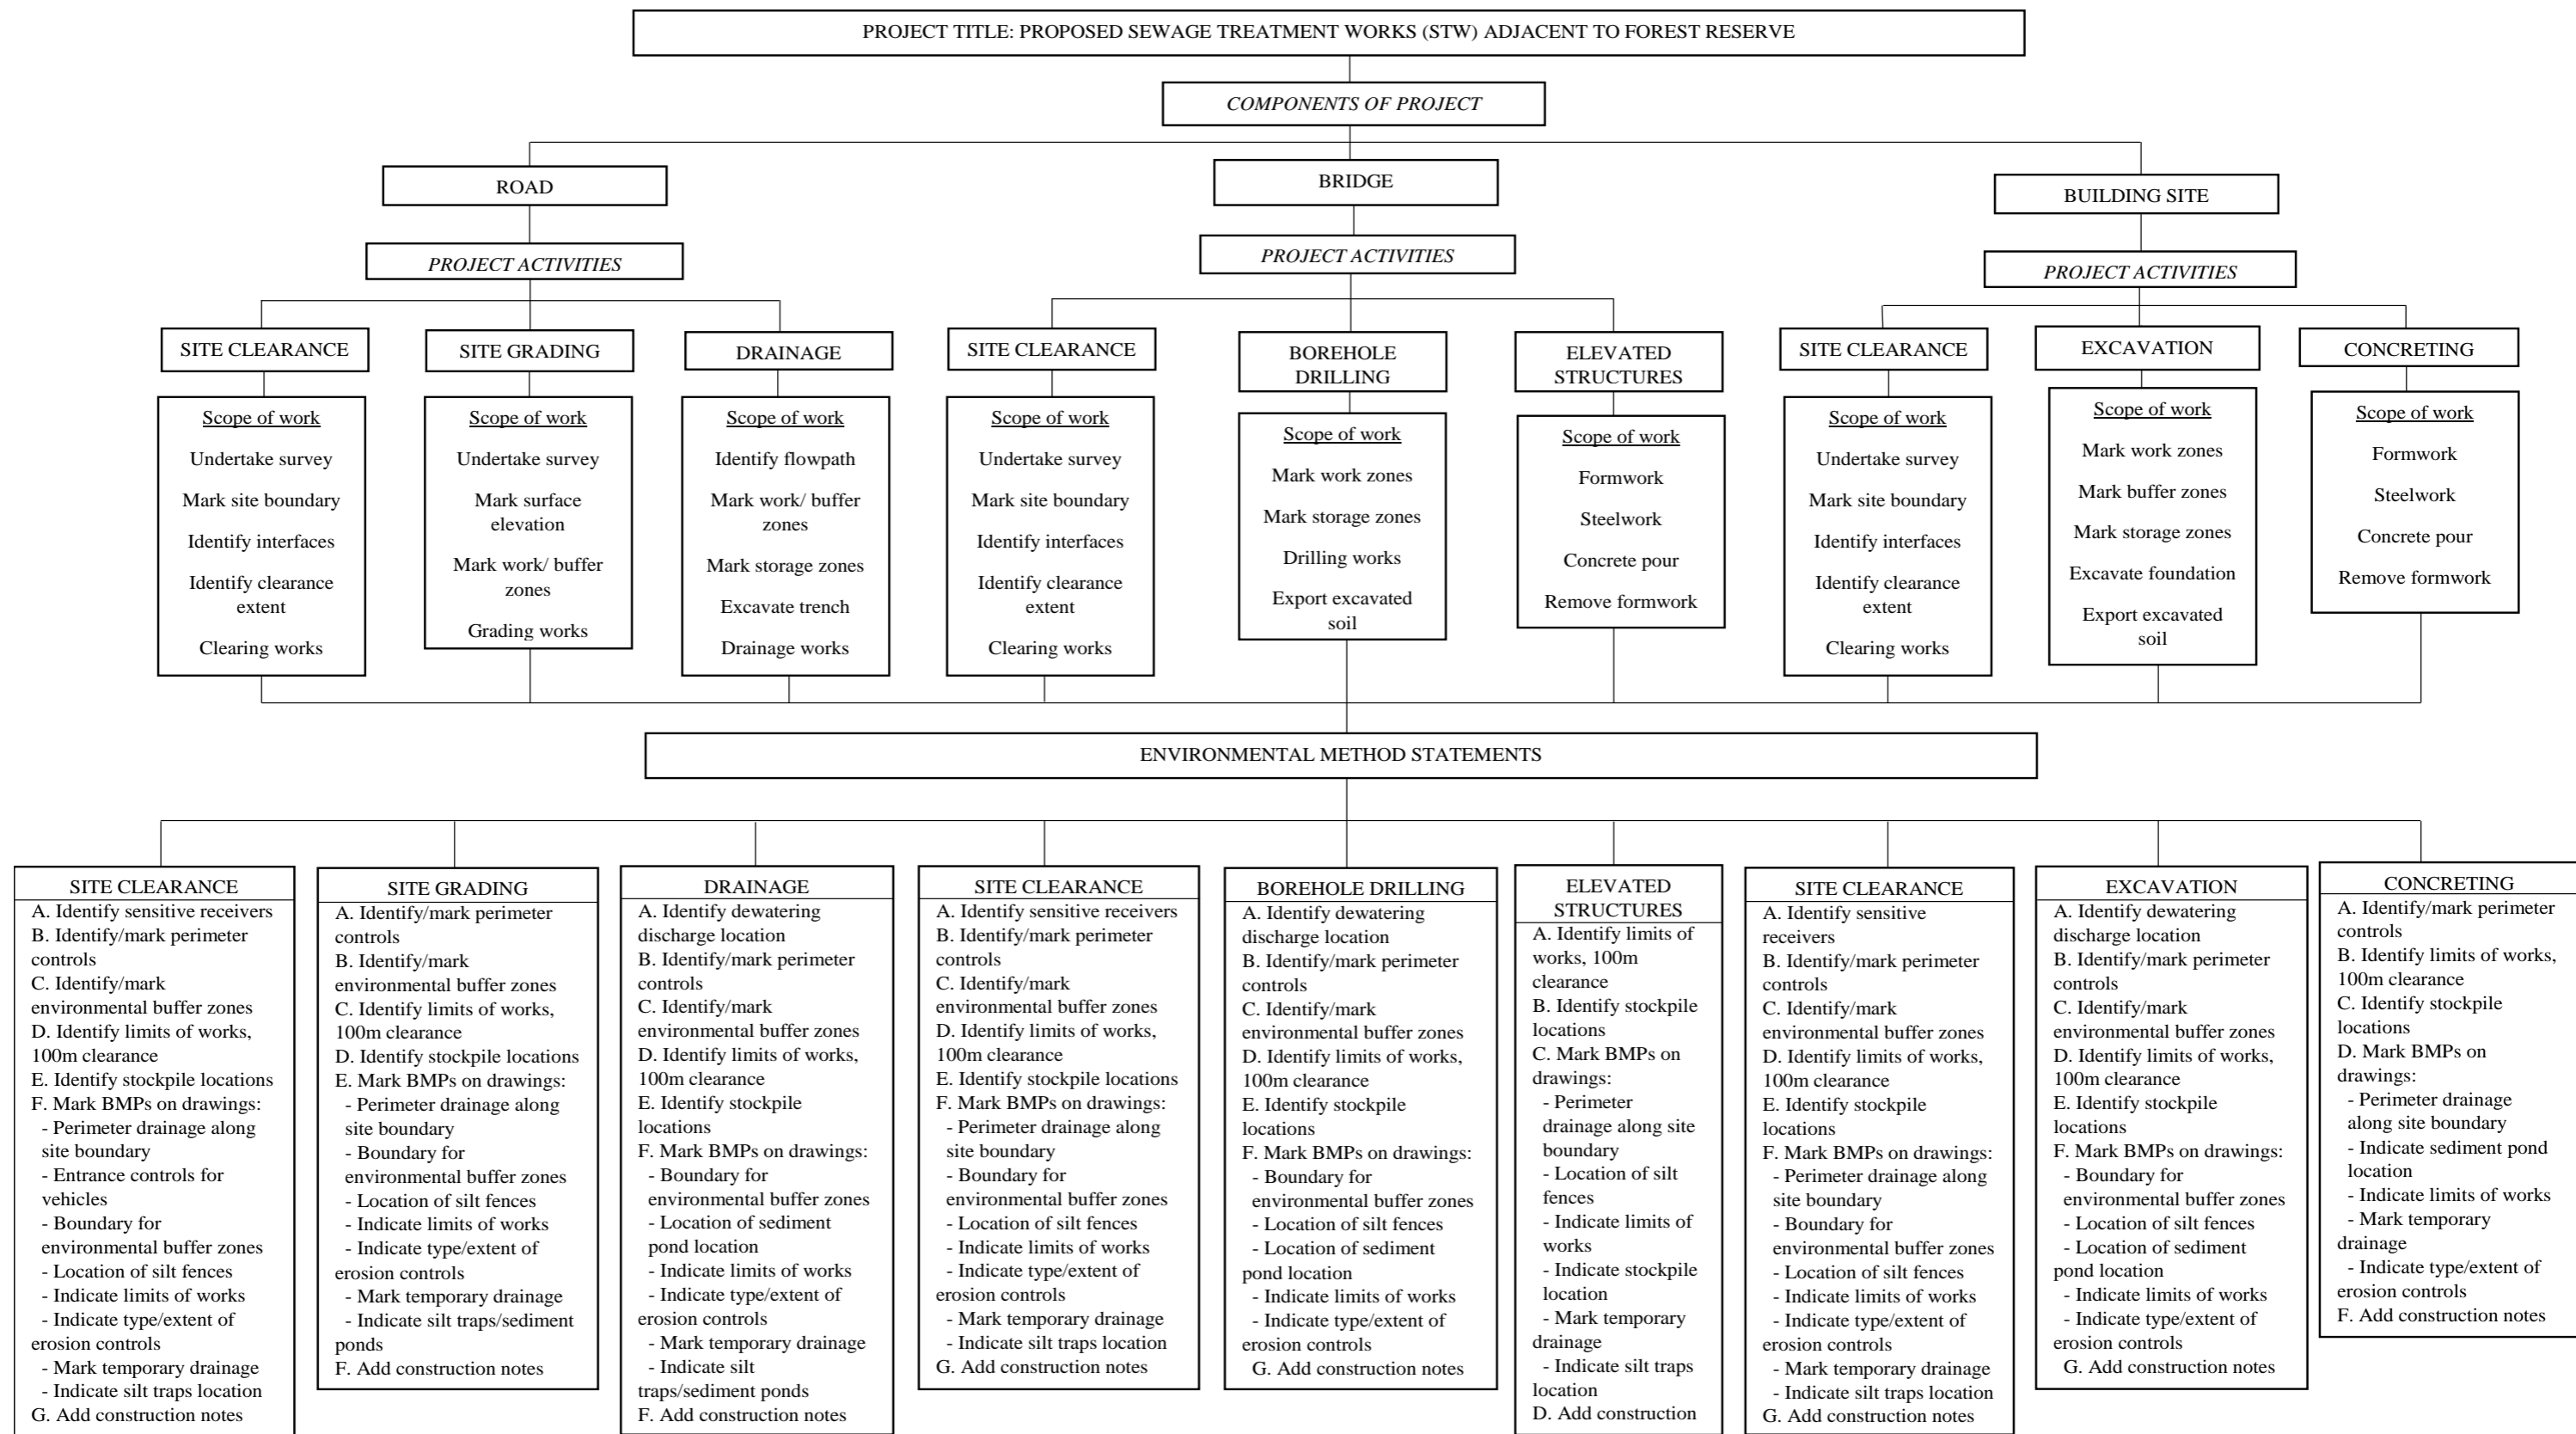 PROJECT TITLE: PROPOSED SEWAGE TREATMENT WORKS (STW) ADJACENT TO FOREST RESERVE
COMPONENTS OF PROJECT
ROAD
BRIDGE
BUILDING SITE
PROJECT ACTIVITIES
PROJECT ACTIVITIES
PROJECT ACTIVITIES
SITE CLEARANCE
SITE GRADING
DRAINAGE
SITE CLEARANCE
BOREHOLE
DRILLING
ELEVATED
STRUCTURES
SITE CLEARANCE
EXCAVATION
CONCRETING
Scope of work
Undertake survey
Mark site boundary
Identify interfaces
Identify clearance
extent
Clearing works
Scope of work
Undertake survey
Mark surface
elevation
Mark work/ buffer
zones
Grading works
Scope of work
Identify flowpath
Mark work/ buffer
zones
Mark storage zones
Excavate trench
Drainage works
Scope of work
Undertake survey
Mark site boundary
Identify interfaces
Identify clearance
extent
Clearing works
Scope of work
Mark work zones
Mark storage zones
Drilling works
Export excavated
soil
Scope of work
Formwork
Steelwork
Concrete pour
Remove formwork
Scope of work
Undertake survey
Mark site boundary
Identify interfaces
Identify clearance
extent
Clearing works
Scope of work
Mark work zones
Mark buffer zones
Mark storage zones
Excavate foundation
Export excavated
soil
Scope of work
Formwork
Steelwork
Concrete pour
Remove formwork
ENVIRONMENTAL METHOD STATEMENTS
SITE CLEARANCE
A. Identify sensitive receivers
B. Identify/mark perimeter
controls
C. Identify/mark
environmental buffer zones
D. Identify limits of works,
100m clearance
E. Identify stockpile locations
F. Mark BMPs on drawings:
- Perimeter drainage along
site boundary
- Entrance controls for
vehicles
- Boundary for
environmental buffer zones
- Location of silt fences
- Indicate limits of works
- Indicate type/extent of
erosion controls
- Mark temporary drainage
- Indicate silt traps location
G. Add construction notes
SITE GRADING
A. Identify/mark perimeter
controls
B. Identify/mark
environmental buffer zones
C. Identify limits of works,
100m clearance
D. Identify stockpile locations
E. Mark BMPs on drawings:
- Perimeter drainage along
site boundary
- Boundary for
environmental buffer zones
- Location of silt fences
- Indicate limits of works
- Indicate type/extent of
erosion controls
- Mark temporary drainage
- Indicate silt traps/sediment
ponds
F. Add construction notes
DRAINAGE
A. Identify dewatering
discharge location
B. Identify/mark perimeter
controls
C. Identify/mark
environmental buffer zones
D. Identify limits of works,
100m clearance
E. Identify stockpile
locations
F. Mark BMPs on drawings:
- Boundary for
environmental buffer zones
- Location of sediment
pond location
- Indicate limits of works
- Indicate type/extent of
erosion controls
- Mark temporary drainage
- Indicate silt
traps/sediment ponds
F. Add construction notes
SITE CLEARANCE
A. Identify sensitive receivers
B. Identify/mark perimeter
controls
C. Identify/mark
environmental buffer zones
D. Identify limits of works,
100m clearance
E. Identify stockpile locations
F. Mark BMPs on drawings:
- Perimeter drainage along
site boundary
- Boundary for
environmental buffer zones
- Location of silt fences
- Indicate limits of works
- Indicate type/extent of
erosion controls
- Mark temporary drainage
- Indicate silt traps location
G. Add construction notes
BOREHOLE DRILLING
A. Identify dewatering
discharge location
B. Identify/mark perimeter
controls
C. Identify/mark
environmental buffer zones
D. Identify limits of works,
100m clearance
E. Identify stockpile
locations
F. Mark BMPs on drawings:
- Boundary for
environmental buffer zones
- Location of silt fences
- Location of sediment
pond location
- Indicate limits of works
- Indicate type/extent of
erosion controls
G. Add construction notes
ELEVATED
STRUCTURES
A. Identify limits of
works, 100m
clearance
B. Identify stockpile
locations
C. Mark BMPs on
drawings:
- Perimeter
drainage along site
boundary
- Location of silt
fences
- Indicate limits of
works
- Indicate stockpile
location
- Mark temporary
drainage
- Indicate silt traps
location
D. Add construction
SITE CLEARANCE
A. Identify sensitive
receivers
B. Identify/mark perimeter
controls
C. Identify/mark
environmental buffer zones
D. Identify limits of works,
100m clearance
E. Identify stockpile
locations
F. Mark BMPs on drawings:
- Perimeter drainage along
site boundary
- Boundary for
environmental buffer zones
- Location of silt fences
- Indicate limits of works
- Indicate type/extent of
erosion controls
- Mark temporary drainage
- Indicate silt traps location
G. Add construction notes
EXCAVATION
A. Identify dewatering
discharge location
B. Identify/mark perimeter
controls
C. Identify/mark
environmental buffer zones
D. Identify limits of works,
100m clearance
E. Identify stockpile
locations
F. Mark BMPs on drawings:
- Boundary for
environmental buffer zones
- Location of silt fences
- Location of sediment
pond location
- Indicate limits of works
- Indicate type/extent of
erosion controls
G. Add construction notes
CONCRETING
A. Identify/mark perimeter
controls
B. Identify limits of works,
100m clearance
C. Identify stockpile
locations
D. Mark BMPs on
drawings:
- Perimeter drainage
along site boundary
- Indicate sediment pond
location
- Indicate limits of works
- Mark temporary
drainage
- Indicate type/extent of
erosion controls
F. Add construction notes